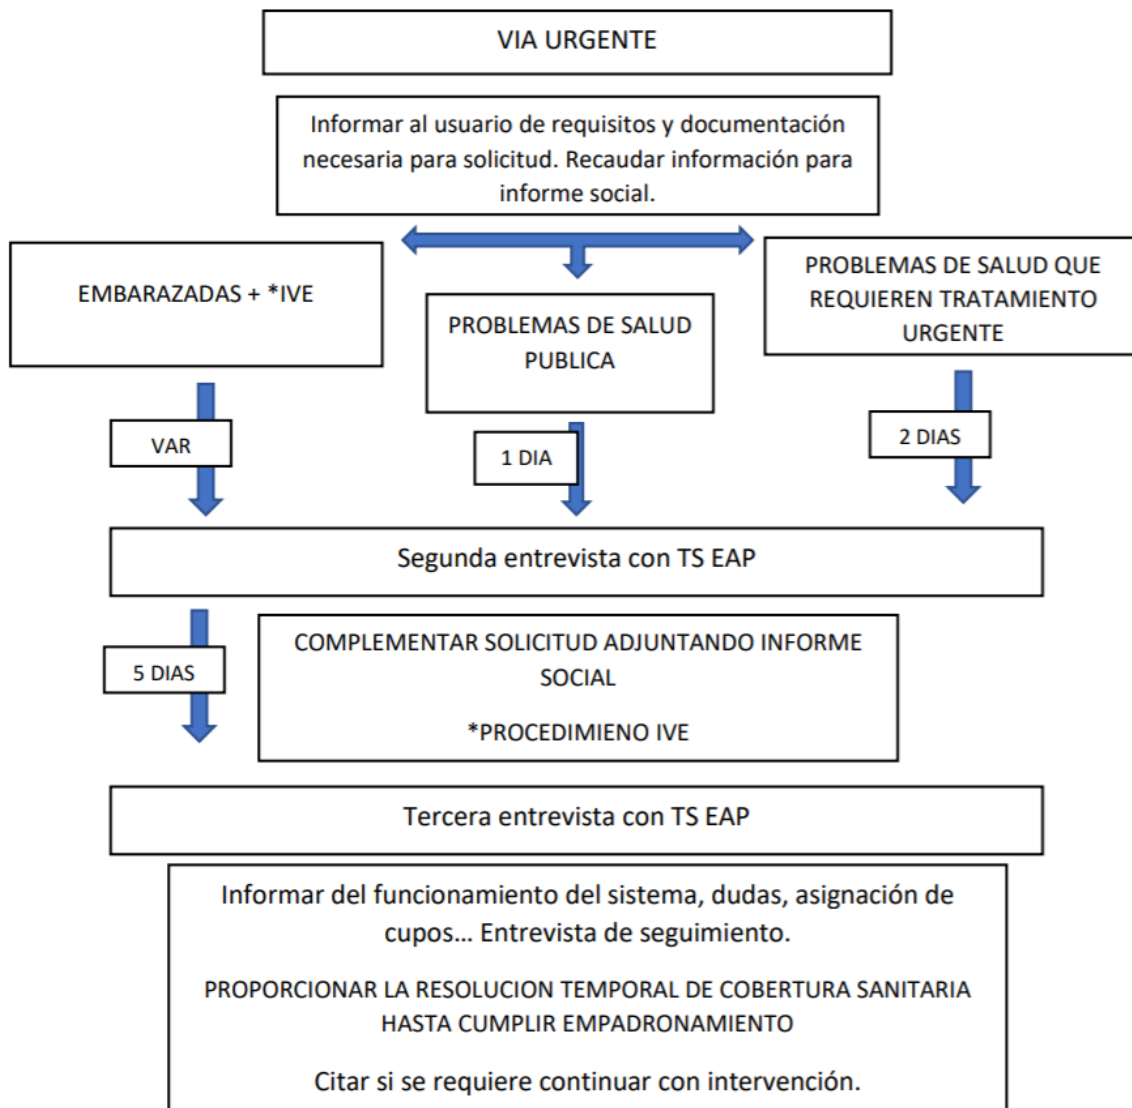 VIA URGENTE
Informar al usuario de requisitos y documentación
necesaria para solicitud. Recaudar información para
informe social.
EMBARAZADAS + *IVE
PROBLEMAS DE SALUD
PUBLICA
PROBLEMAS DE SALUD QUE
REQUIEREN TRATAMIENTO
URGENTE
VAR
1 DIA
2 DIAS
Segunda entrevista con TS EAP
5 DIAS
COMPLEMENTAR SOLICITUD ADJUNTANDO INFORME
SOCIAL
*PROCEDIMIENO IVE
Tercera entrevista con TS EAP
Informar del funcionamiento del sistema, dudas, asignación de
cupos... Entrevista de seguimiento.
PROPORCIONAR LA RESOLUCION TEMPORAL DE COBERTURA SANITARIA
HASTA CUMPLIR EMPADRONAMIENTO
Citar si se requiere continuar con intervención.